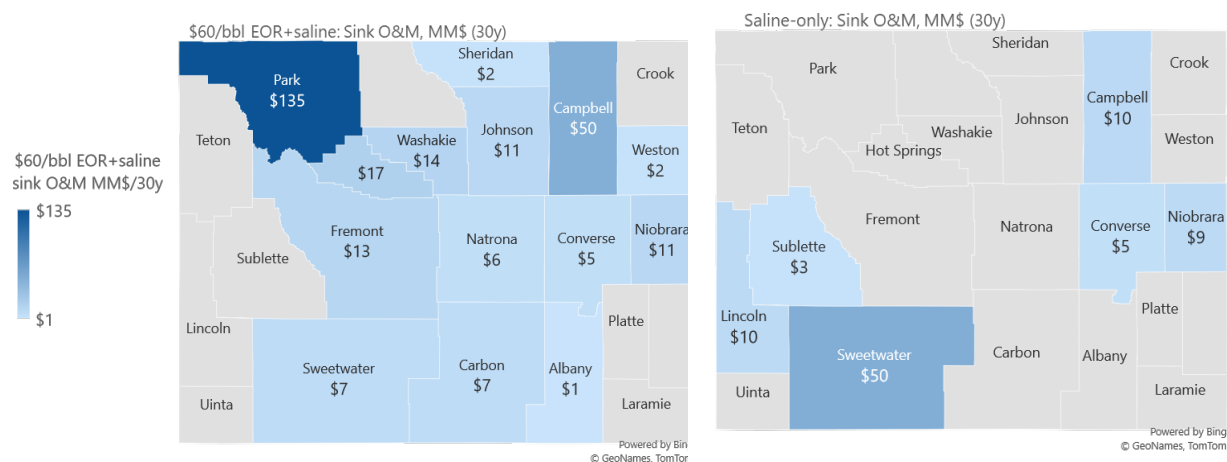 $60/bbl EOR+saline: Sink O&M, MM$ (30y)
Sheridan
$2
Crook
Park
$135
Campbell
$50
Johnson
$11
Teton
Washakie
$14
Weston
$2
$17
Fremont
$13
Natrona
$6
Converse
$5
Niobrara
$11
Sublette
Lincoln
Platte
Sweetwater
$7
Carbon
$7
Albany
$1
Uinta
Laramie
Powered by Bin
© GeoNames, TomTom
$60/bbl EOR+saline
sink O&M MM$/30y
$135
$1
Saline-only: Sink O&M, MM$ (30y)
Sheridan
Crook
Park
Campbell
$10
Johnson
Teton
Washakie
Weston
Hot Springs
Fremont
Natrona
Converse
$5
Niobrara
$9
Sublette
$3
Lincoln
$10
Platte
Sweetwater
$50
Carbon
Albany
Uinta
Laramie
Powered by Bing
© GeoNames, TomTom